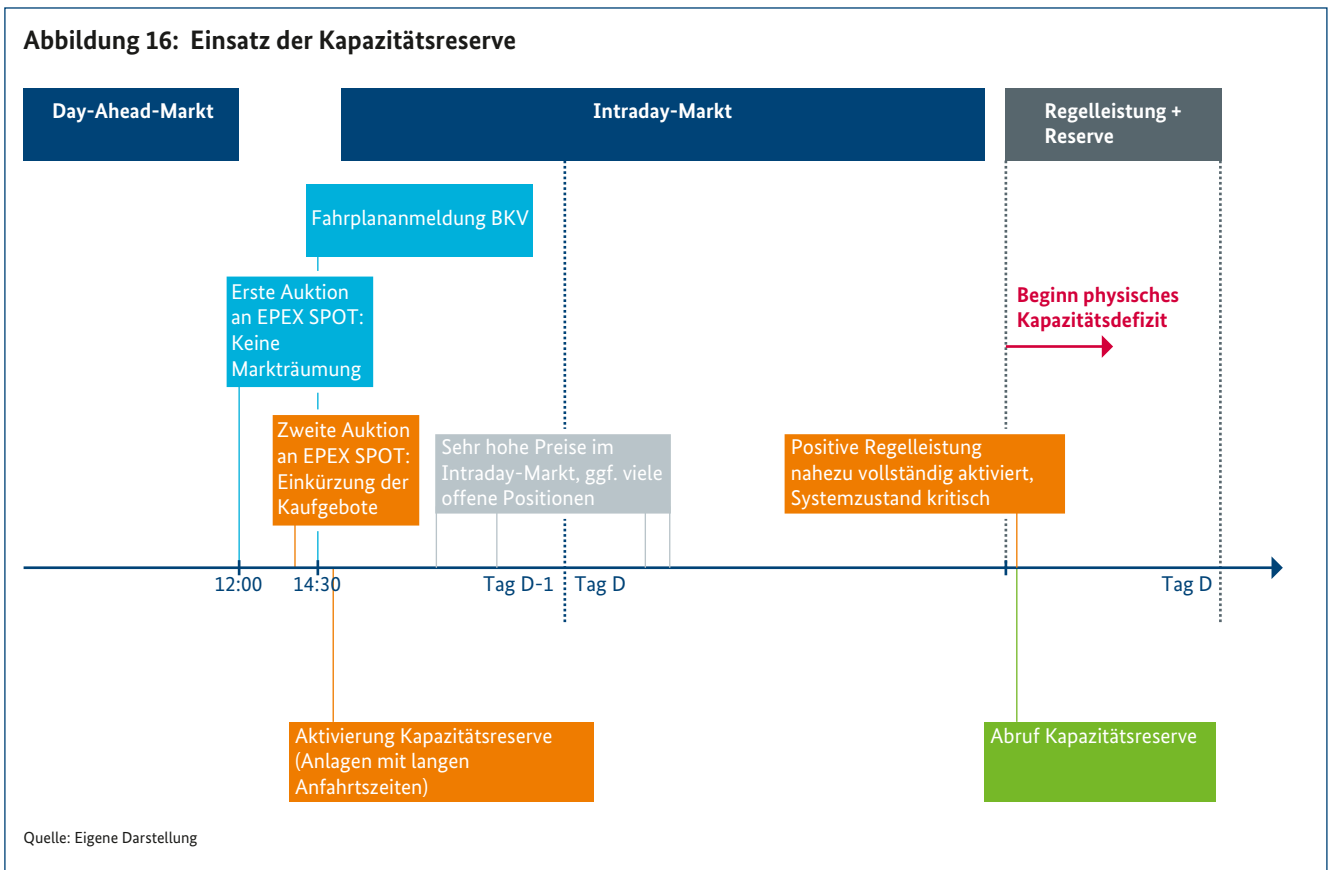 Abbildung 16: Einsatz der Kapazitätsreserve
Day-Ahead-Markt
Intraday-Markt
Regelleistung +
Reserve
Fahrplananmeldung BKV
Erste Auktion
an EPEX SPOT:
Keine
Markträumung
Beginn physisches
Kapazitätsdefizit
Zweite Auktion
an EPEX SPOT:
Einkürzung der
Kaufgebote
Sehr hohe Preise im
Intraday-Markt, ggf. viele
offene Positionen
Positive Regelleistung
nahezu vollständig aktiviert,
Systemzustand kritisch
12:00
14:30
Tag D-1
Tag D
Tag D
Aktivierung Kapazitätsreserve
(Anlagen mit langen
Anfahrtszeiten)
Abruf Kapazitätsreserve
Quelle: Eigene Darstellung